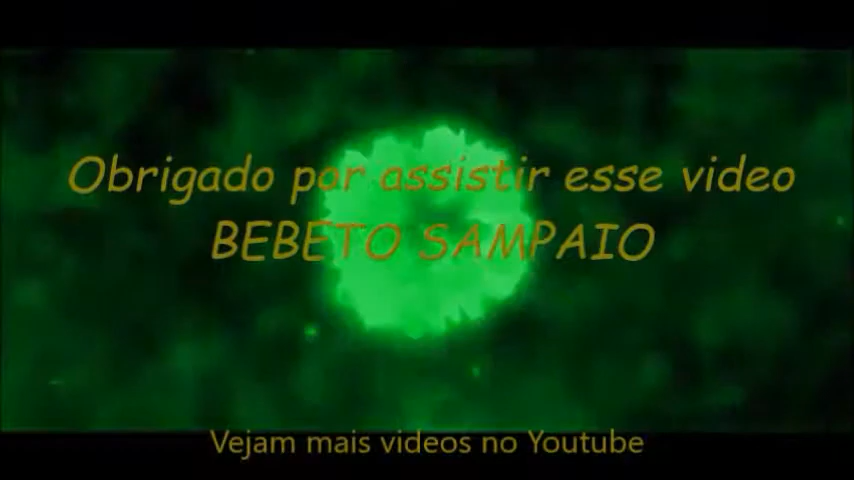 Obrigado por assistir esse video
BEBETO SAMPAIO
Vejam mais videos no Youtube